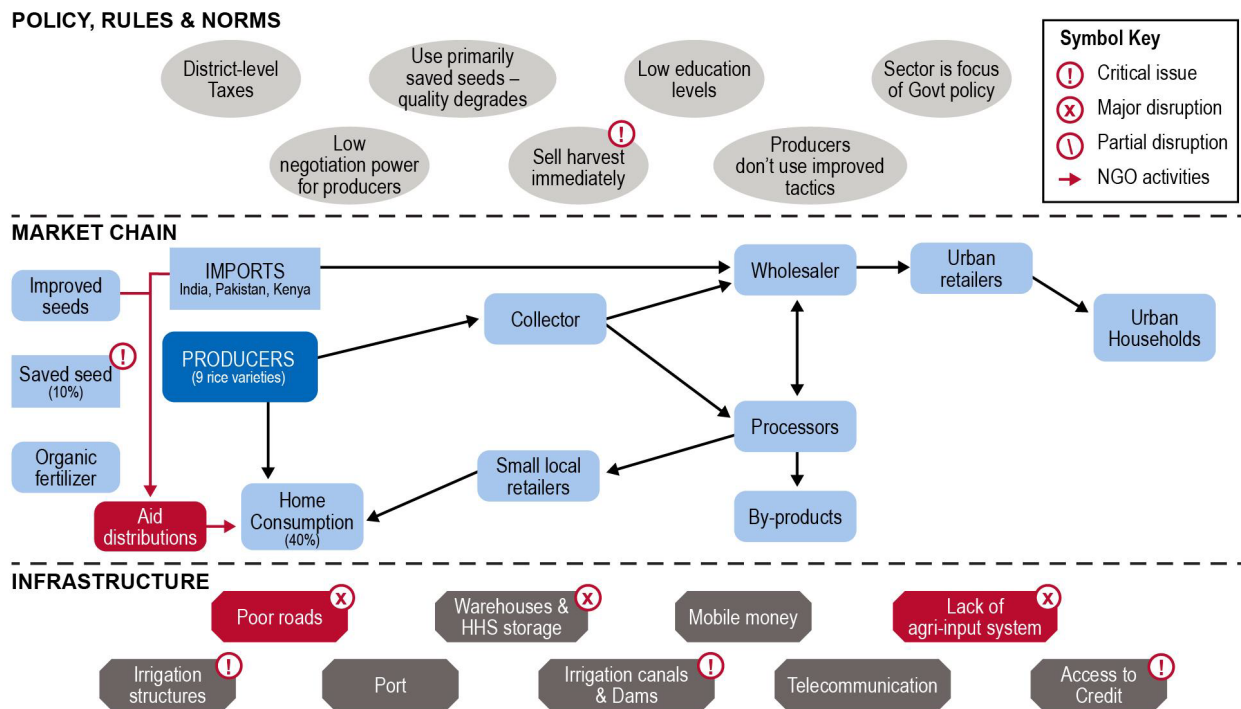 POLICY, RULES & NORMS
District-level
Taxes
Use primarily
saved seeds –
quality degrades
Low education
levels
Sector is focus
of Govt policy
Low
negotiation power
for producers
!
Sell harvest
immediately
Producers
don’t use improved
tactics
Symbol Key
! Critical issue
X Major disruption
\ Partial disruption
NGO activities
MARKET CHAIN
Improved
seeds
IMPORTS
India, Pakistan, Kenya
Wholesaler
Urban
retailers
Collector
Urban
Households
!
Saved seed
(10%)
PRODUCERS
(9 rice varieties)
Processors
Organic
fertilizer
Small local
retailers
Aid
distributions
Home
Consumption
(40%)
By-products
INFRASTRUCTURE
Poor roads
X
Warehouses &
HHS storage
X
Mobile money
Lack of
agri-input system
X
Irrigation
structures
!
Port
Irrigation canals
& Dams
!
Telecommunication
Access to
Credit
!